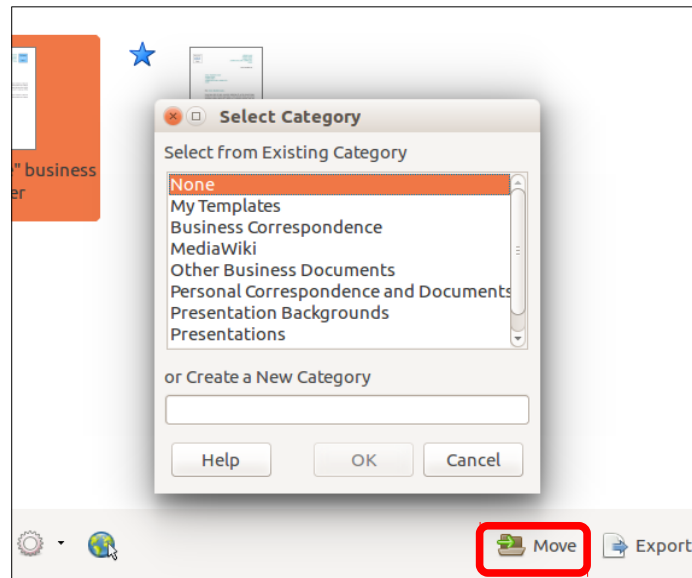 " business
er
Select Category
Select from Existing Category
None
My Templates
Business Correspondence
MediaWiki
Other Business Documents
Personal Correspondence and Documents
Presentation Backgrounds
Presentations
or Create a New Category
Help
OK
Cancel
Move
Export